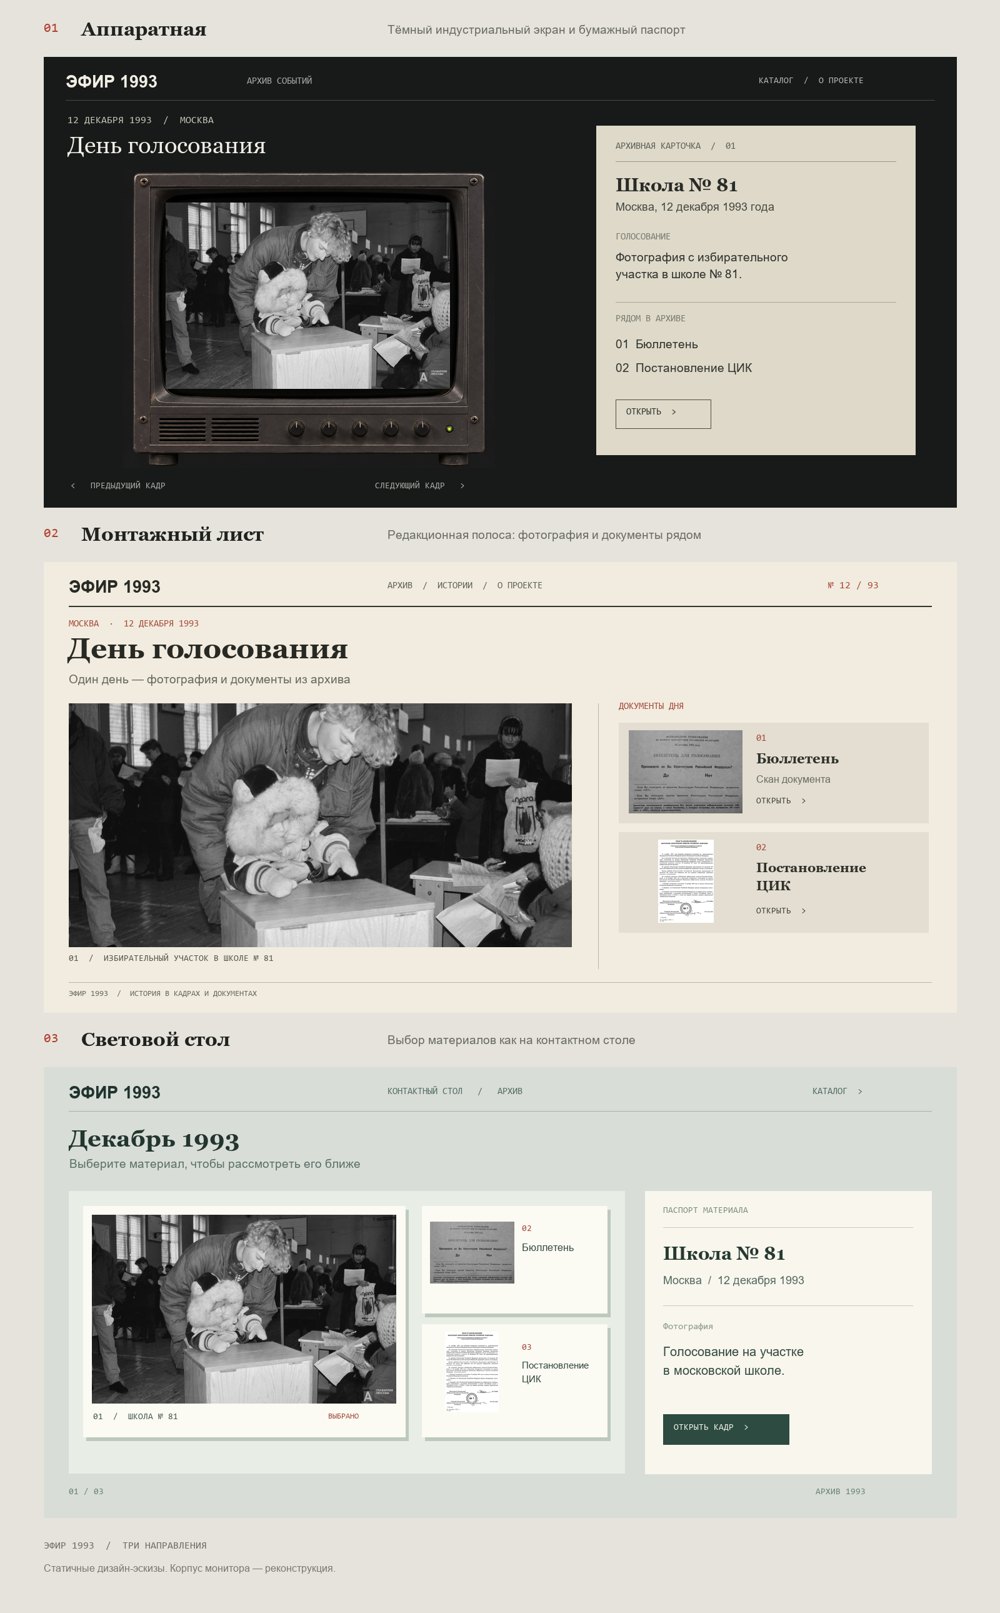 01 Аппаратная
Тёмный индустриальный экран и бумажный паспорт
ЭФИР 1993
АРХИВ СОБЫТИЙ
КАТАЛОГ / О ПРОЕКТЕ
12 ДЕКАБРЯ 1993 / МОСКВА
День голосования
АРХИВНАЯ КАРТОЧКА / 01
Школа № 81
Москва, 12 декабря 1993 года
ГОЛОСОВАНИЕ
Фотография с избирательного
участка в школе № 81.
РЯДОМ В АРХИВЕ
01 Бюллетень
02 Постановление ЦИК
ОТКРЫТЬ >
< ПРЕДЫДУЩИЙ КАДР
СЛЕДУЮЩИЙ КАДР >
02 Монтажный лист
Редакционная полоса: фотография и документы рядом
ЭФИР 1993
АРХИВ / ИСТОРИИ / О ПРОЕКТЕ
№ 12 / 93
МОСКВА · 12 ДЕКАБРЯ 1993
День голосования
Один день — фотография и документы из архива
01 / ИЗБИРАТЕЛЬНЫЙ УЧАСТОК В ШКОЛЕ № 81
ДОКУМЕНТЫ ДНЯ
БЮЛЛЕТЕНЬ ДЛЯ ГОЛОСОВАНИЯ
Да Нет
01
Бюллетень
Скан документа
ОТКРЫТЬ >
02
Постановление
ЦИК
ОТКРЫТЬ >
ЭФИР 1993 / ИСТОРИЯ В КАДРАХ И ДОКУМЕНТАХ
03 Световой стол
Выбор материалов как на контактном столе
ЭФИР 1993
КОНТАКТНЫЙ СТОЛ / АРХИВ
КАТАЛОГ >
Декабрь 1993
Выберите материал, чтобы рассмотреть его ближе
01 / ШКОЛА № 81
ВЫБРАНО
02
Бюллетень
03
Постановление
ЦИК
ПАСПОРТ МАТЕРИАЛА
Школа № 81
Москва / 12 декабря 1993
Фотография
Голосование на участке
в московской школе.
ОТКРЫТЬ КАДР >
01 / 03
АРХИВ 1993
ЭФИР 1993 / ТРИ НАПРАВЛЕНИЯ
Статичные дизайн-эскизы. Корпус монитора — реконструкция.